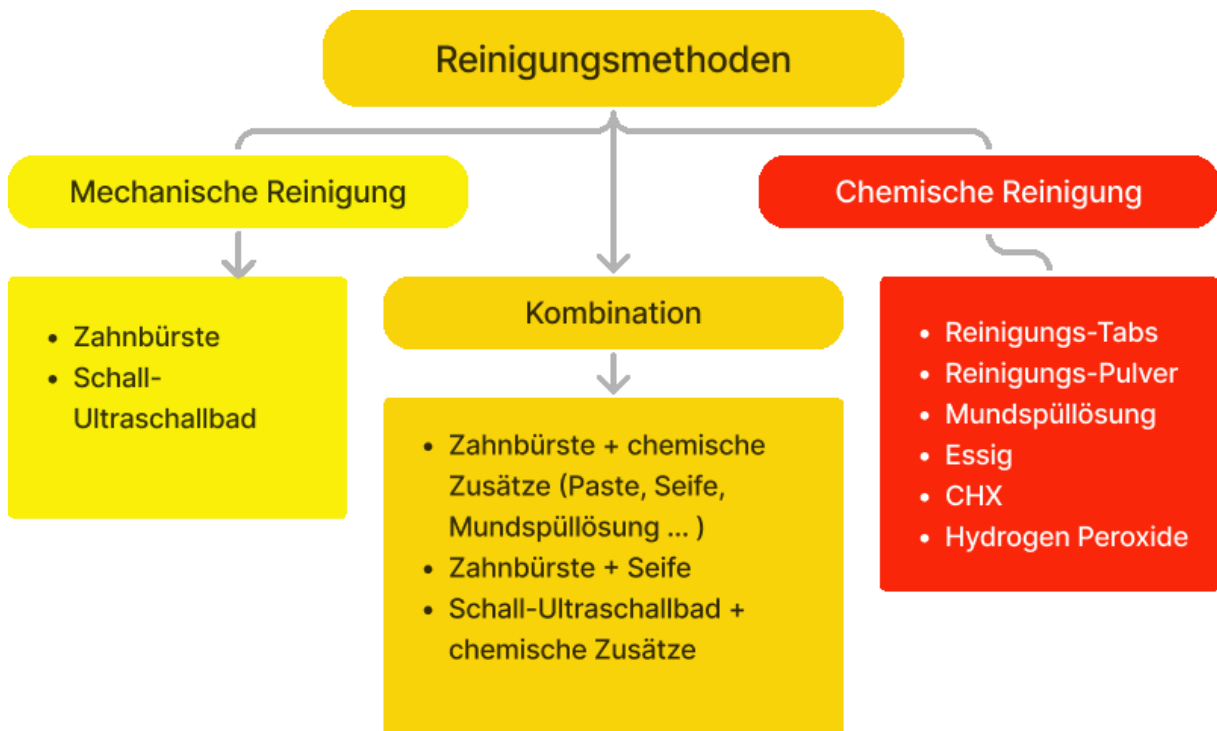 Reinigungsmethoden
Mechanische Reinigung
• Zahnbürste
• Schall-
Ultraschallbad
Kombination
• Zahnbürste + chemische
Zusätze (Paste, Seife,
Mundspüllösung ... )
• Zahnbürste + Seife
• Schall-Ultraschallbad +
chemische Zusätze
Chemische Reinigung
• Reinigungs-Tabs
• Reinigungs-Pulver
• Mundspüllösung
• Essig
• CHX
• Hydrogen Peroxide